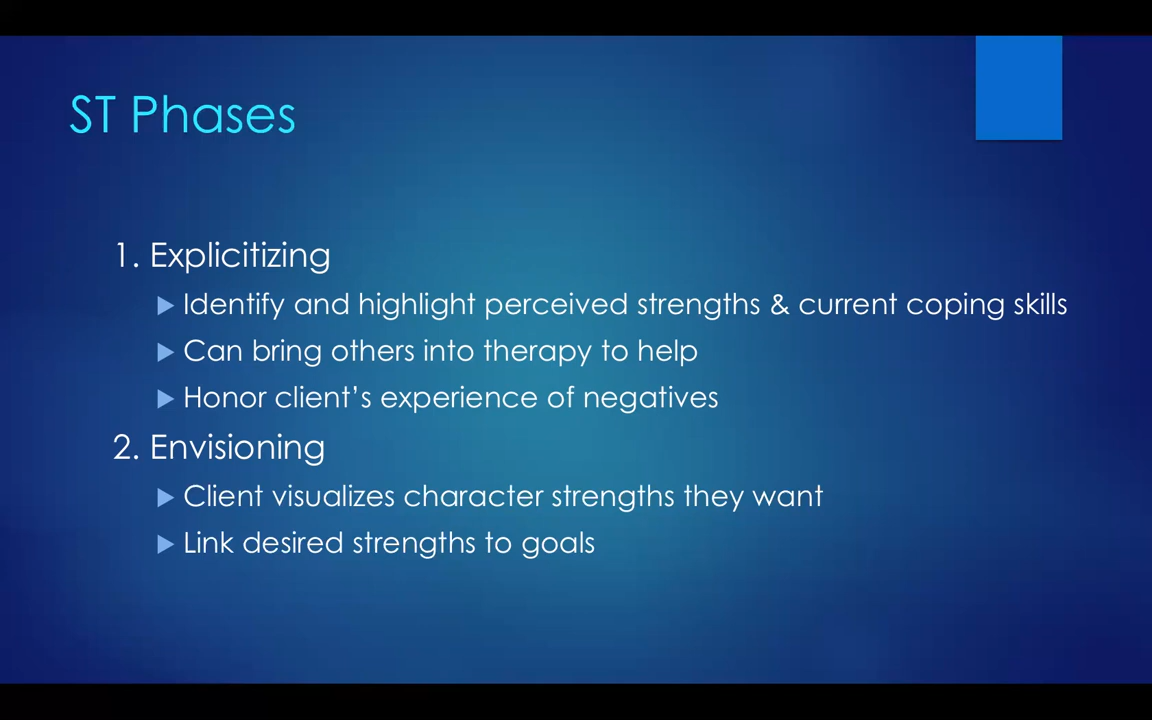 ST Phases
1. Explicitizing
Identify and highlight perceived strengths & current coping skills
Can bring others into therapy to help
Honor client’s experience of negatives
2. Envisioning
Client visualizes character strengths they want
Link desired strengths to goals